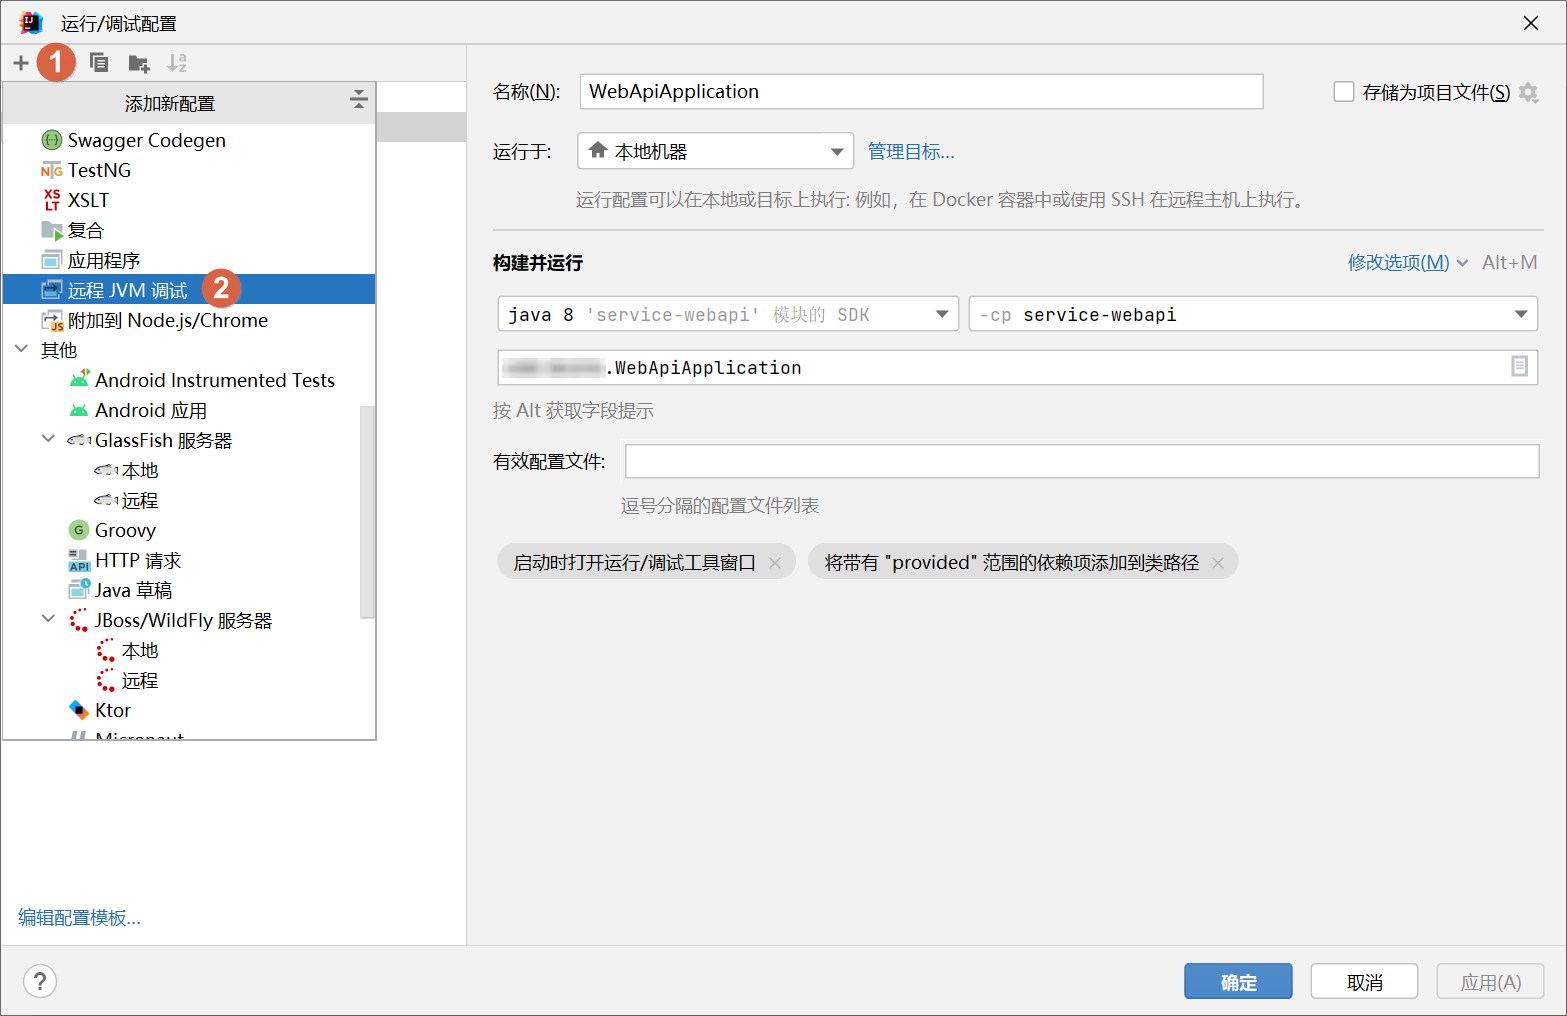 运行/调试配置
1
添加新配置
Swagger Codegen
TestNG
XSLT
复合
应用程序
远程 JVM 调试
2
附加到 Node.js/Chrome
其他
Android Instrumented Tests
Android 应用
GlassFish 服务器
本地
远程
Groovy
HTTP 请求
Java 草稿
JBoss/WildFly 服务器
本地
远程
Ktor
Micronaut
编辑配置模板...
名称(N): WebApiApplication 存储为项目文件(S)
运行于: 本地机器 管理目标...
运行配置可以在本地或目标上执行: 例如，在 Docker 容器中或使用 SSH 在远程主机上执行。
构建并运行 修改选项(M) Alt+M
java 8 'service-webapi' 模块的 SDK -cp service-webapi
.WebApiApplication
按 Alt 获取字段提示
有效配置文件:
逗号分隔的配置文件列表
启动时打开运行/调试工具窗口 将带有 "provided" 范围的依赖项添加到类路径
? 确定 取消 应用(A)